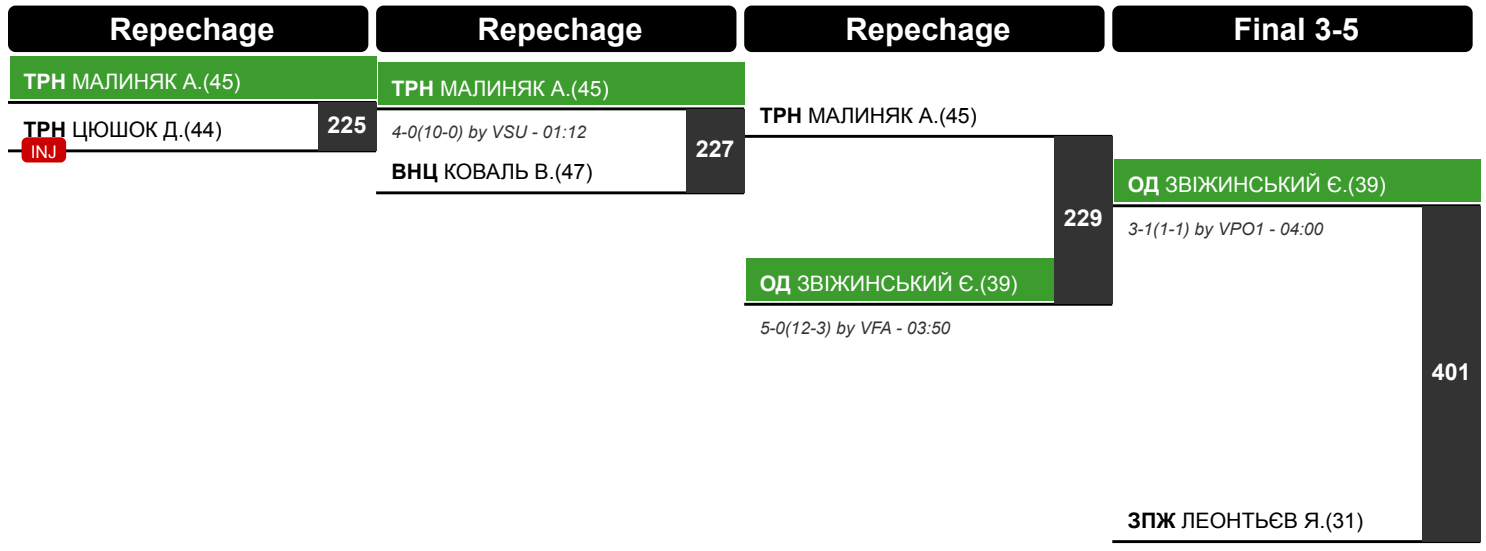 Repechage
Repechage
Repechage
Final 3-5
ТРН МАЛИНЯК А.(45)
ТРН ЦЮШОК Д.(44)
INJ
225
ТРН МАЛИНЯК А.(45)
4-0(10-0) by VSU - 01:12
ВНЦ КОВАЛЬ В.(47)
227
ТРН МАЛИНЯК А.(45)
229
ОД ЗВІЖИНСЬКИЙ Є.(39)
5-0(12-3) by VFA - 03:50
ОД ЗВІЖИНСЬКИЙ Є.(39)
3-1(1-1) by VPO1 - 04:00
401
ЗПЖ ЛЕОНТЬЄВ Я.(31)